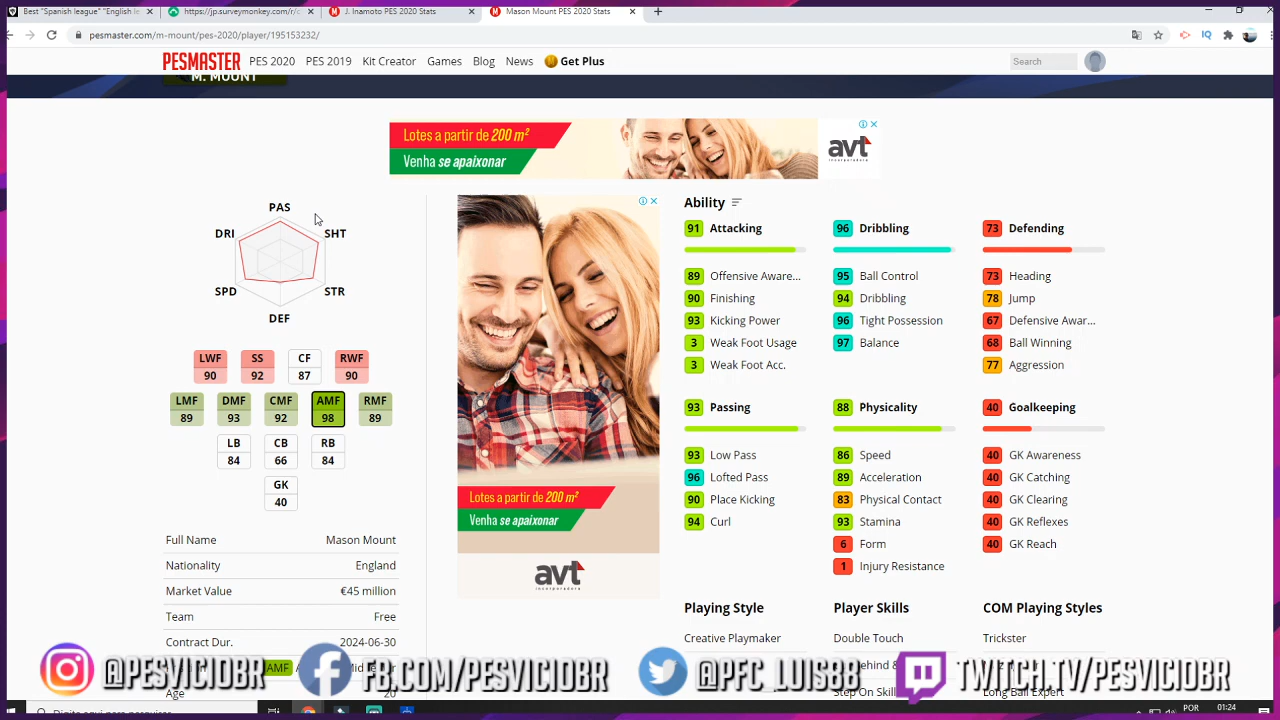 Best "Spanish league" "English le
https://jp.surveymonkey.com/r/c
J. Inamoto PES 2020 Stats
Mason Mount PES 2020 Stats
pesmaster.com/m-mount/pes-2020/player/195153232/
PESMASTER PES 2020 PES 2019 Kit Creator Games Blog News Get Plus Search
M. MOUNT
Lotes a partir de 200 m²
Venha se apaixonar
avt
incorporadora
PAS
DRI SHT
SPD STR
DEF
LWF SS CF RWF
90 92 87 90
LMF DMF CMF AMF RMF
89 93 92 98 89
LB CB RB
84 66 84
GK
40
Full Name Mason Mount
Nationality England
Market Value €45 million
Team Free
Contract Dur. 2024-06-30
AMF
Age 20
Lotes a partir de 200 m²
Venha se apaixonar
avt
incorporadora
Ability
91 Attacking
89 Offensive Aware...
90 Finishing
93 Kicking Power
3 Weak Foot Usage
3 Weak Foot Acc.
96 Dribbling
95 Ball Control
94 Dribbling
96 Tight Possession
97 Balance
73 Defending
73 Heading
78 Jump
67 Defensive Awar...
68 Ball Winning
77 Aggression
93 Passing
93 Low Pass
96 Lofted Pass
90 Place Kicking
94 Curl
88 Physicality
86 Speed
89 Acceleration
83 Physical Contact
93 Stamina
6 Form
1 Injury Resistance
40 Goalkeeping
40 GK Awareness
40 GK Catching
40 GK Clearing
40 GK Reflexes
40 GK Reach
Playing Style
Creative Playmaker
Player Skills
Double Touch
Step On Skill
COM Playing Styles
Trickster
Long Ball Expert
@PESVICIOBR FB.COM/PESVICIOBR @PFC_LUIS88 TWITCH.TV/PESVICIOBR
Digite aqui para pesquisar
POR 01:24